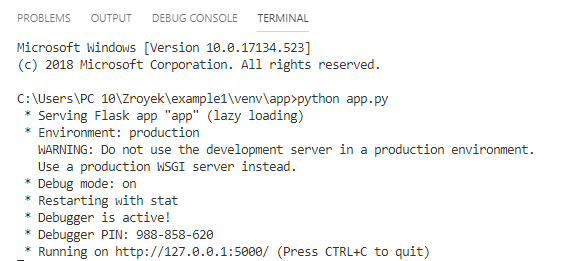 PROBLEMS OUTPUT DEBUG CONSOLE TERMINAL
Microsoft Windows [Version 10.0.17134.523]
(c) 2018 Microsoft Corporation. All rights reserved.
C:\Users\PC 10\Zroyek\example1\venv\app>python app.py
* Serving Flask app "app" (lazy loading)
* Environment: production
WARNING: Do not use the development server in a production environment.
Use a production WSGI server instead.
* Debug mode: on
* Restarting with stat
* Debugger is active!
* Debugger PIN: 988-858-620
* Running on http://127.0.0.1:5000/ (Press CTRL+C to quit)